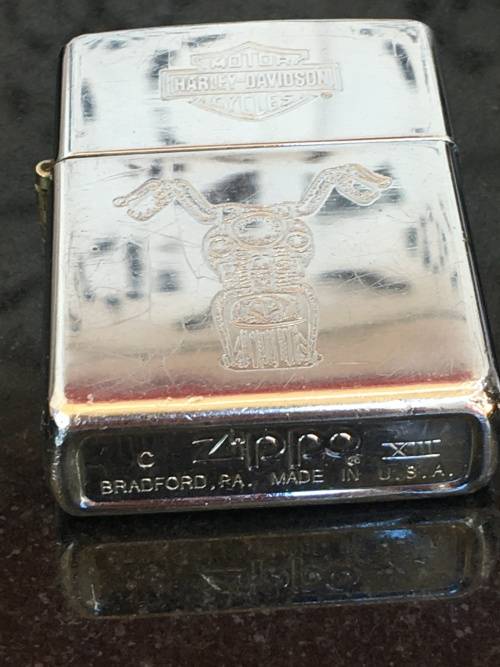 MOTOR
HARLEY-DAVIDSON
CYCLES
C Zippo XIII
BRADFORD, PA. MADE IN U.S.A.